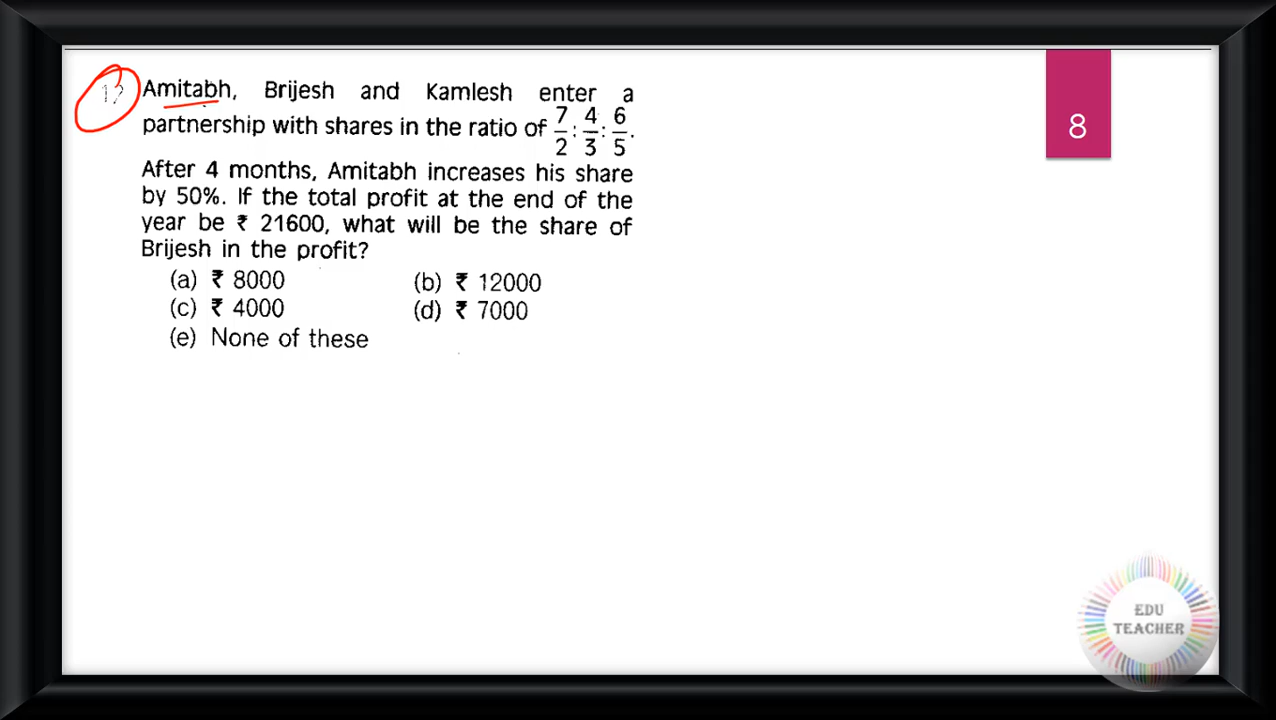 12
Amitabh, Brijesh and Kamlesh enter a
partnership with shares in the ratio of 7/2 : 4/3 : 6/5.
After 4 months, Amitabh increases his share
by 50%. If the total profit at the end of the
year be ₹ 21600, what will be the share of
Brijesh in the profit?
(a) ₹ 8000 (b) ₹ 12000
(c) ₹ 4000 (d) ₹ 7000
(e) None of these
8
EDU
TEACHER